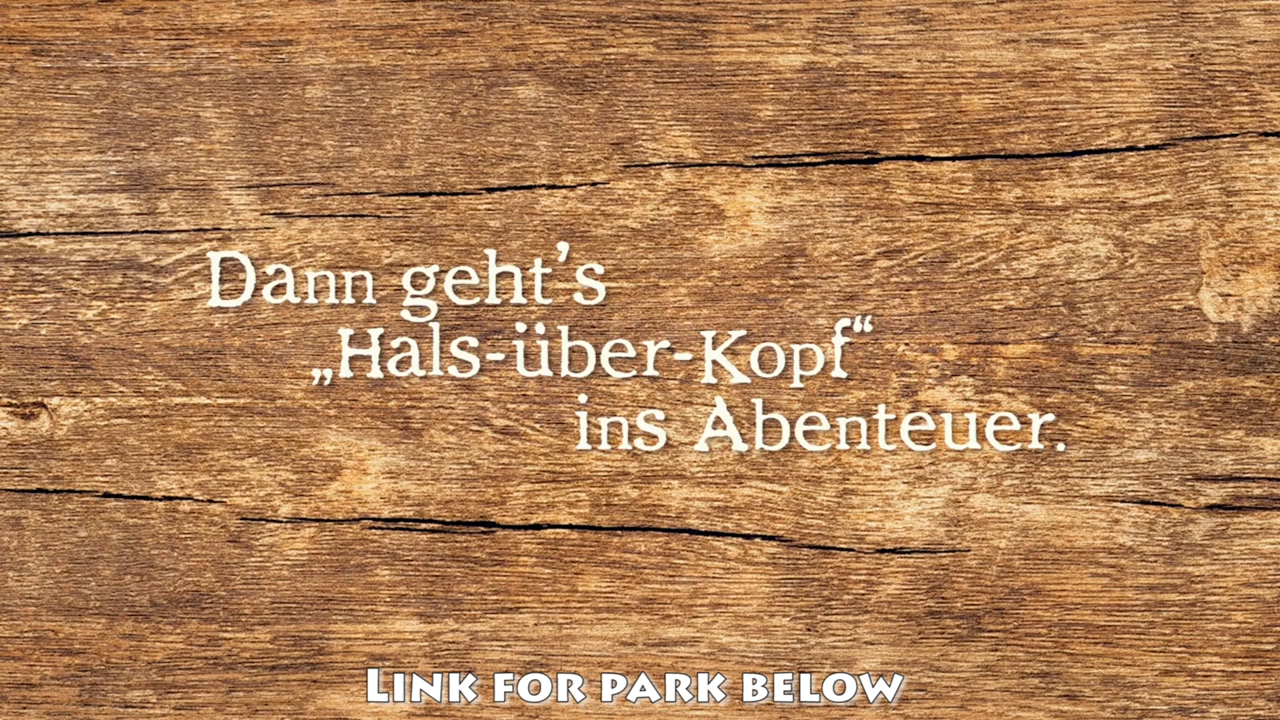 Dann geht's
„Hals-über-Kopf“
ins Abenteuer.
LINK FOR PARK BELOW